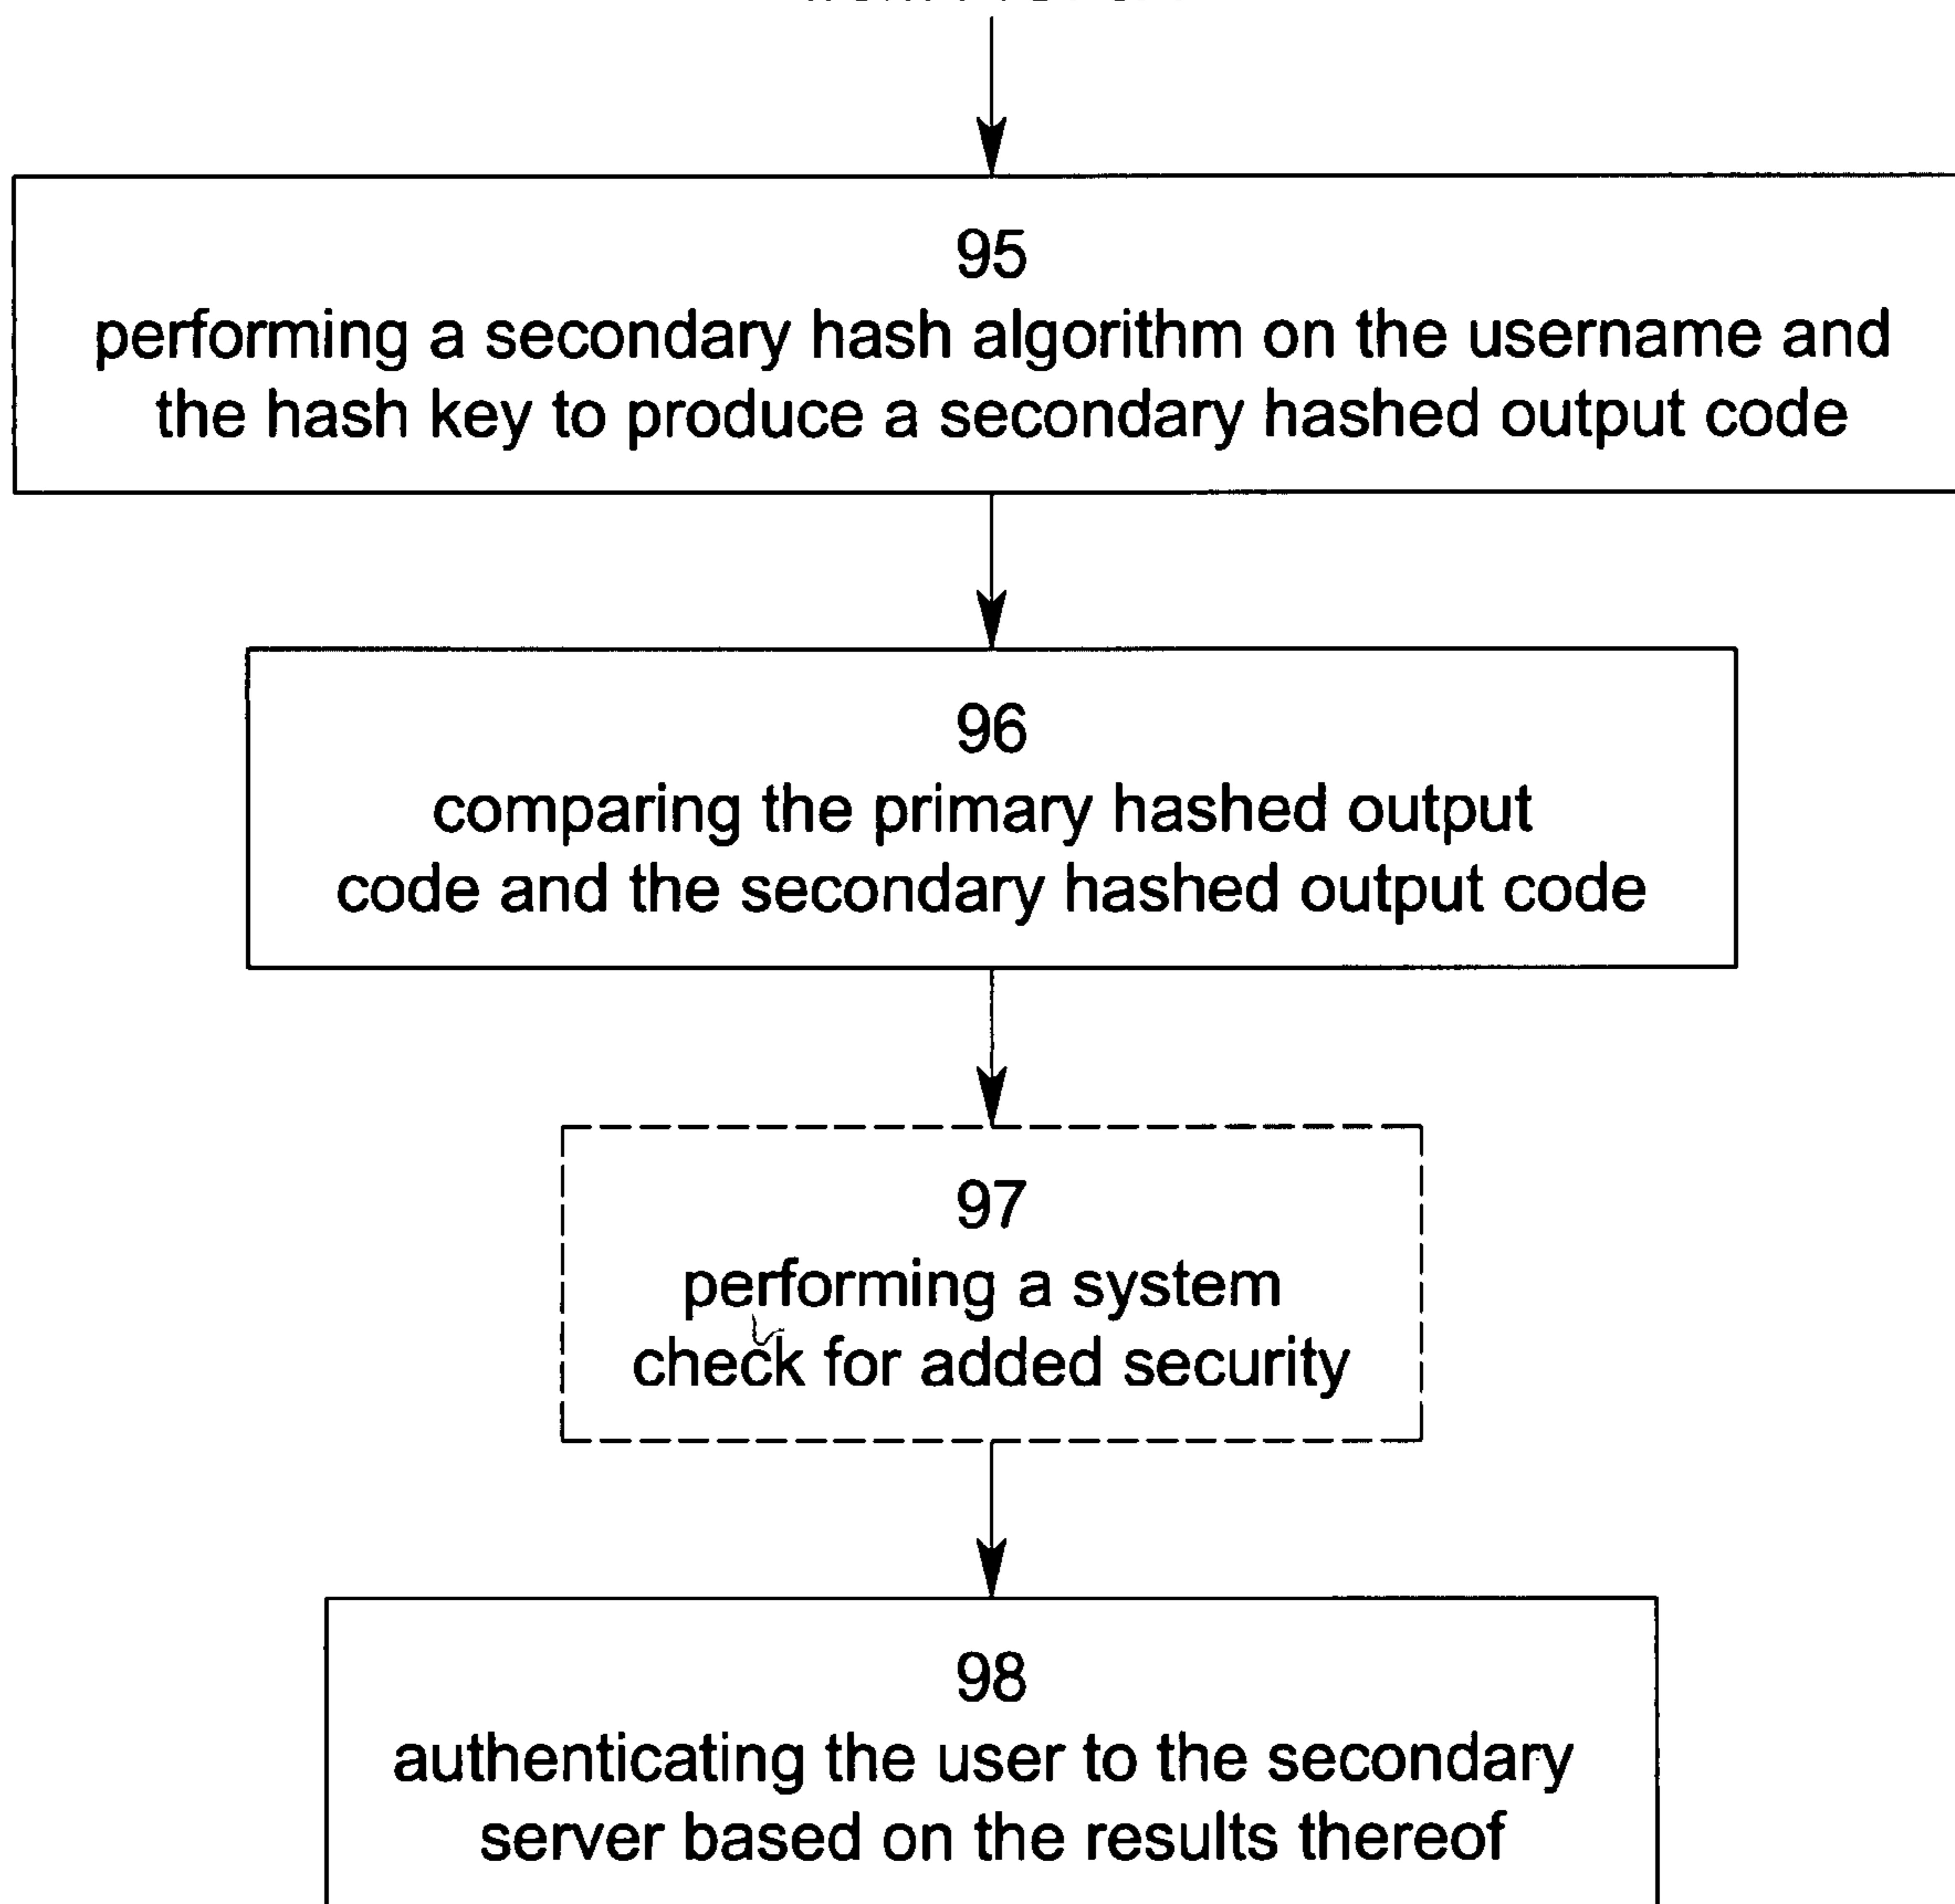 95
performing a secondary hash algorithm on the username and
the hash key to produce a secondary hashed output code
96
comparing the primary hashed output
code and the secondary hashed output code
97
performing a system
check for added security
98
authenticating the user to the secondary
server based on the results thereof